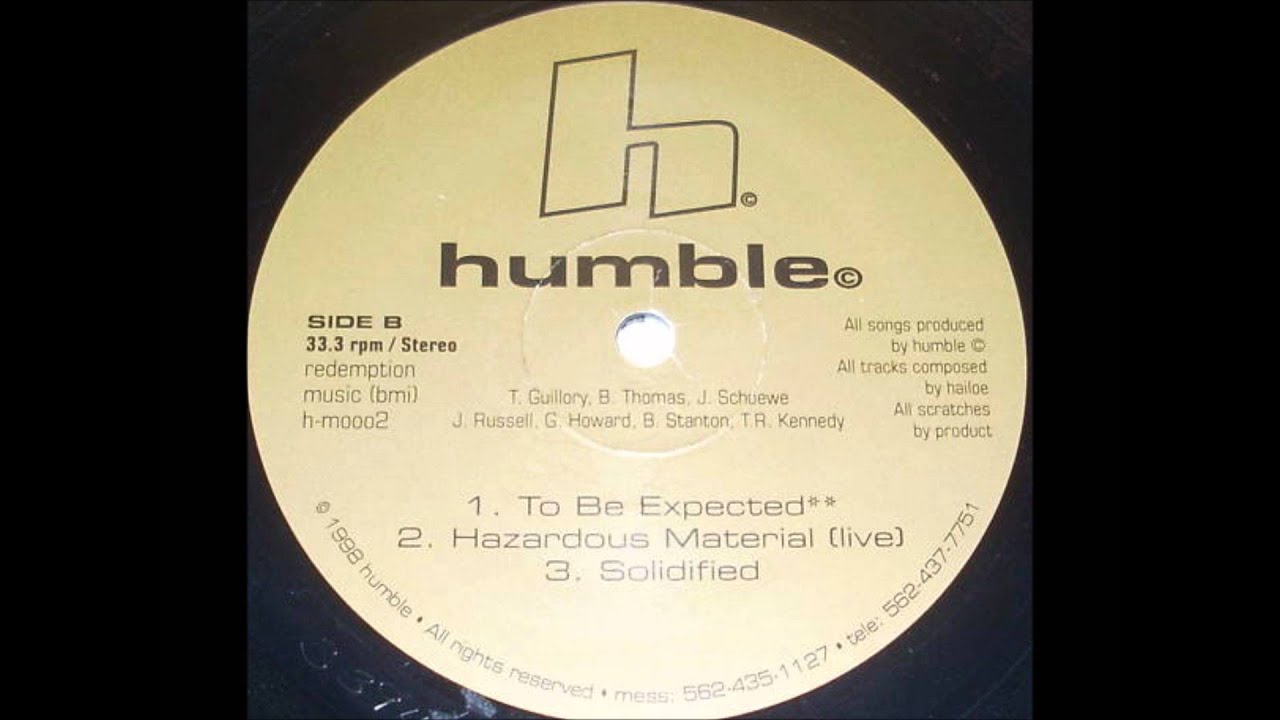 h©
humble©
SIDE B
33.3 rpm / Stereo
redemption
music (bmi)
h-mooo2
T. Guillory, B. Thomas, J. Schuewe
J. Russell, G. Howard, B. Stanton, T.R. Kennedy
All songs produced
by humble ©
All tracks composed
by hailoe
All scratches
by product
1. To Be Expected**
2. Hazardous Material (live)
3. Solidified
© 1998 humble • All rights reserved • mess: 562-435-1127 • tele: 562-437-7751